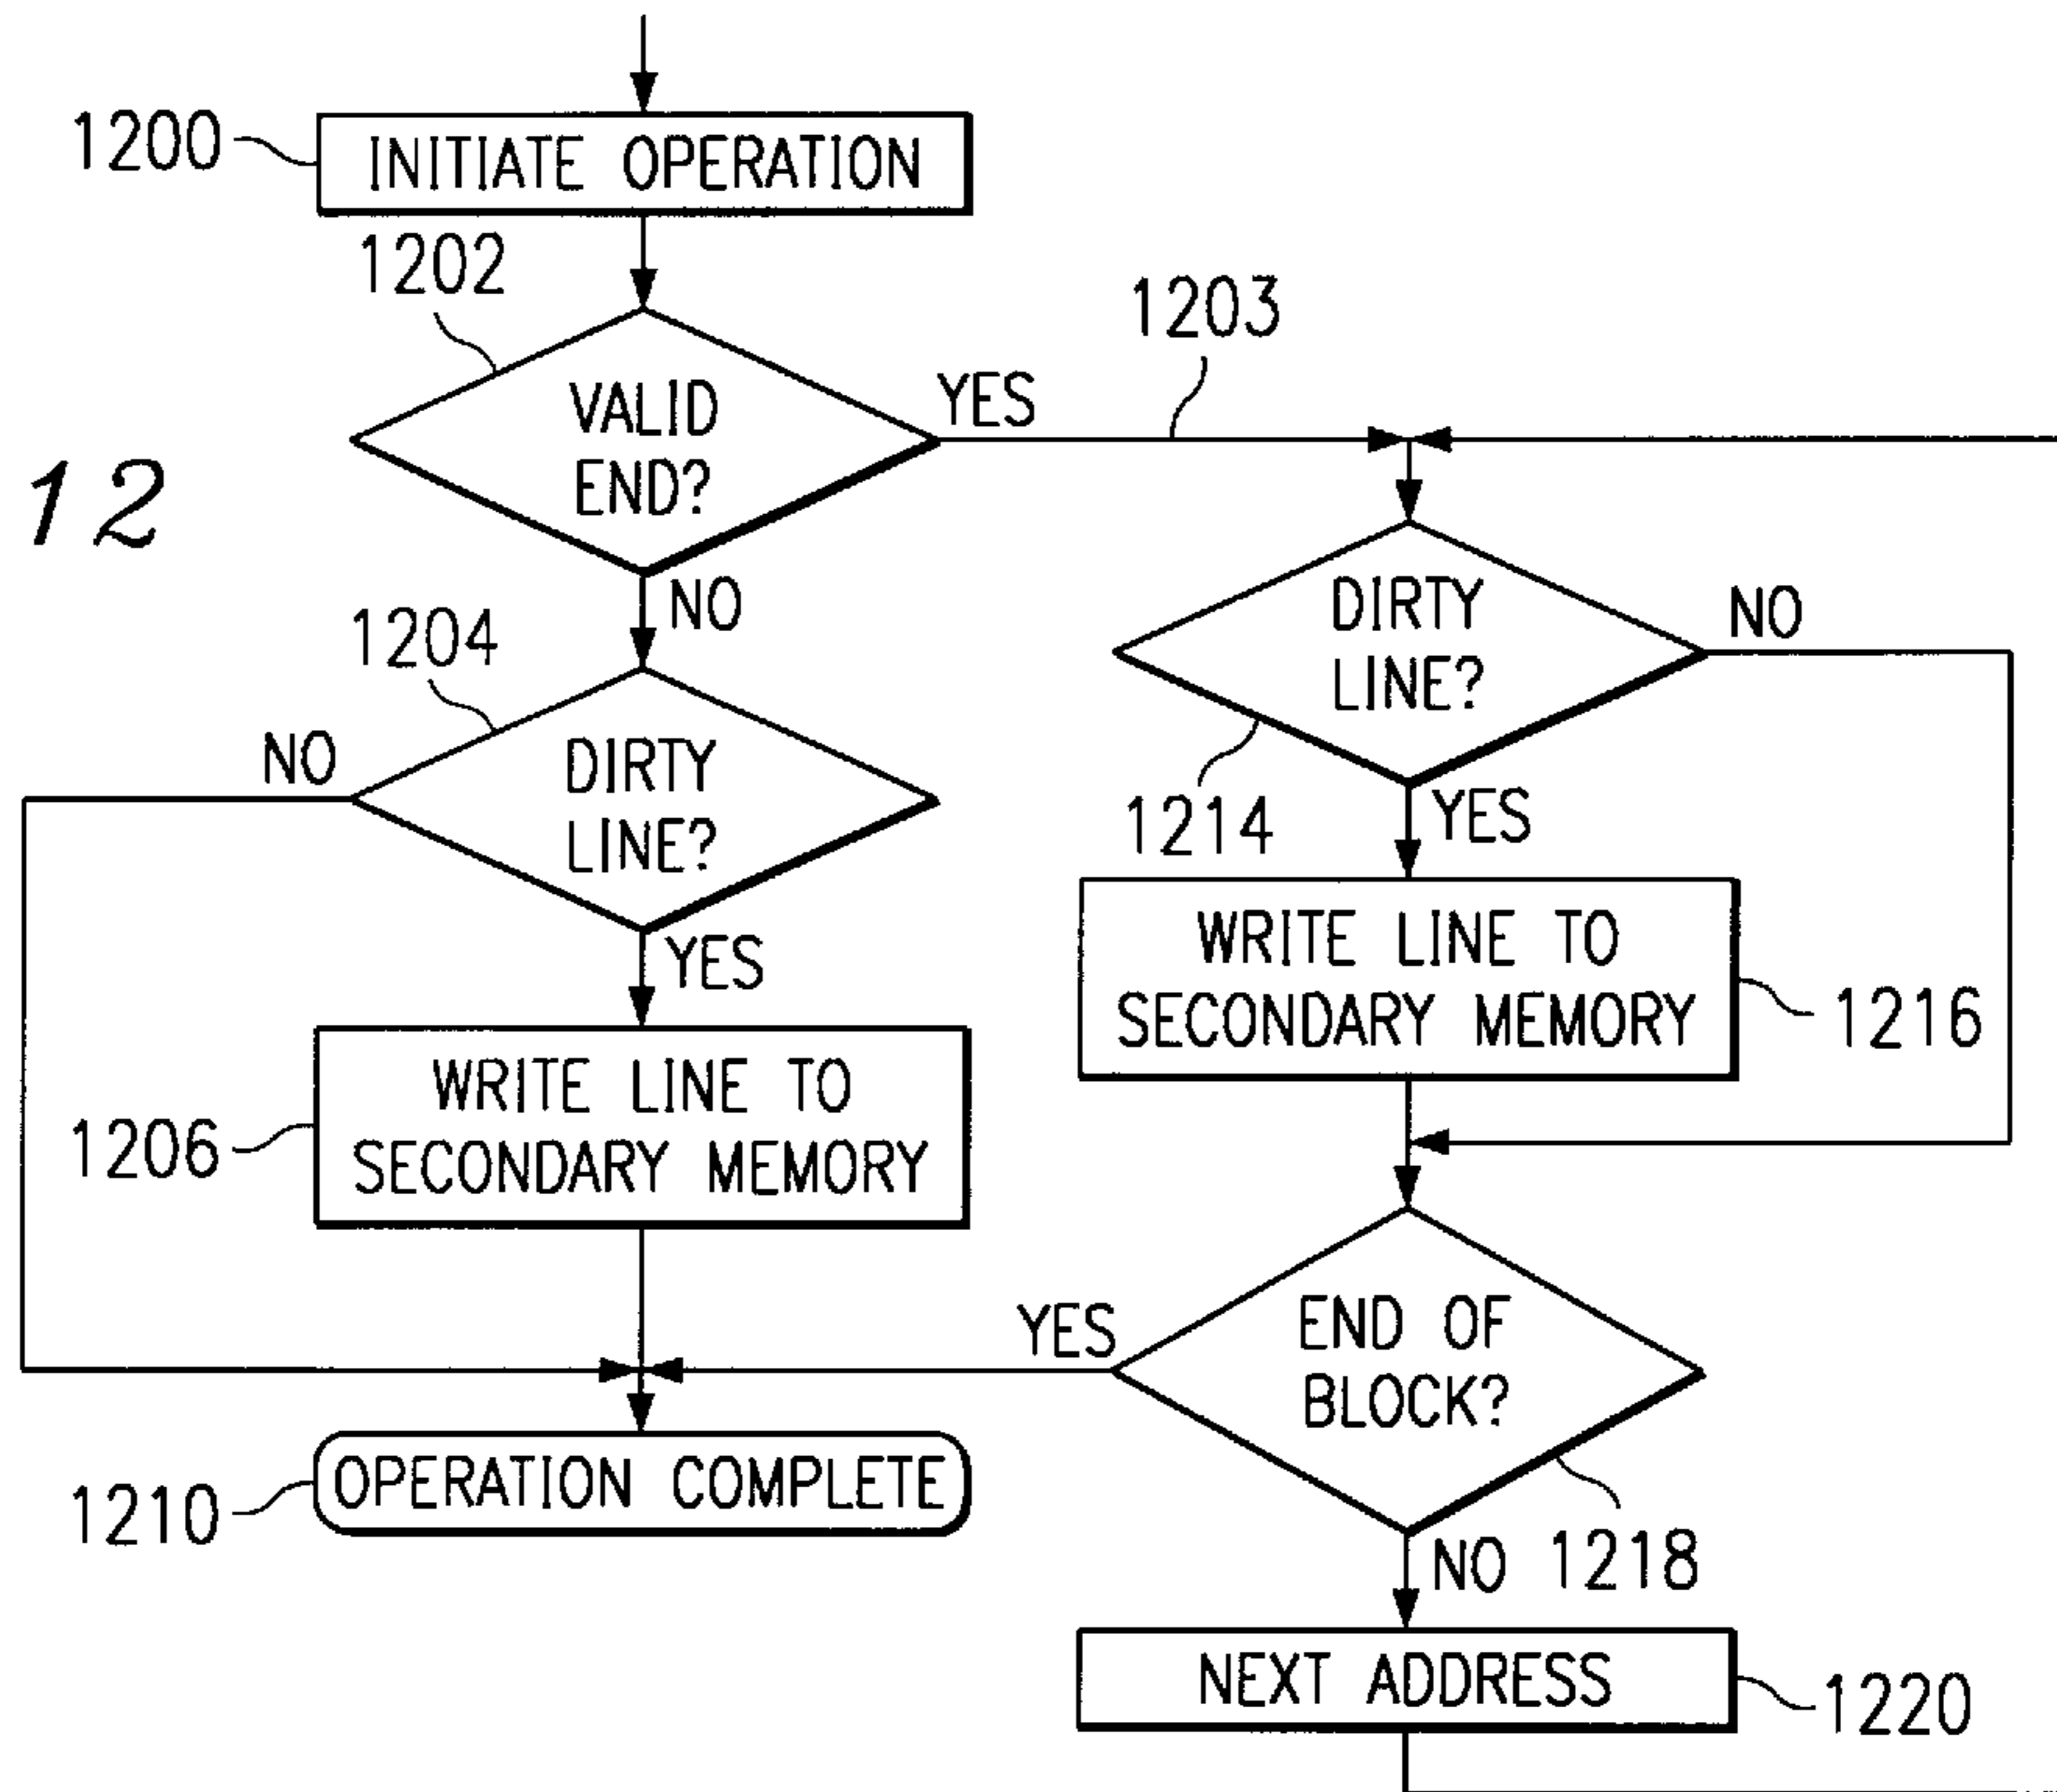 1200
INITIATE OPERATION
1202
1203
VALID
END?
YES
12
NO
DIRTY
LINE?
NO
1204
1214
YES
DIRTY
LINE?
NO
YES
WRITE LINE TO
SECONDARY MEMORY
1216
WRITE LINE TO
SECONDARY MEMORY
1206
END OF
BLOCK?
YES
1218
NO
OPERATION COMPLETE
1210
NEXT ADDRESS
1220